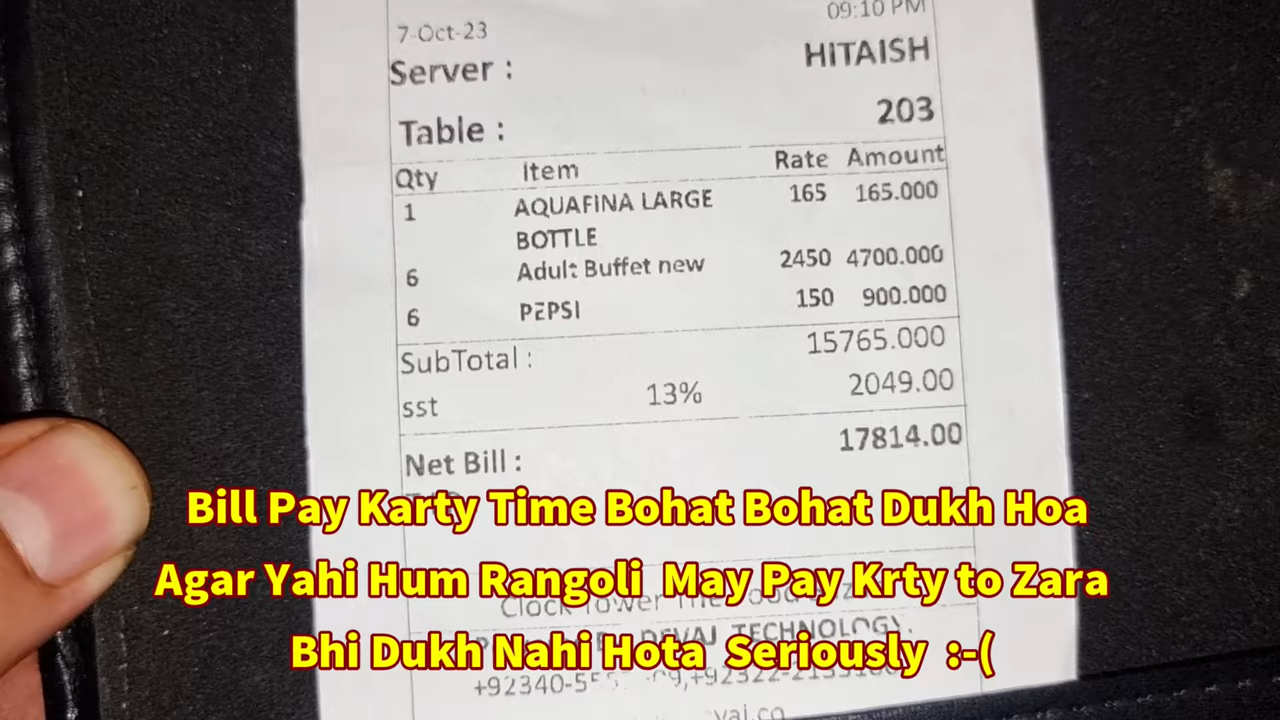 7-Oct-23 09:10 PM
Server : HITAISH
Table : 203
Qty Item Rate Amount
1 AQUAFINA LARGE 165 165.000
BOTTLE
6 Adult Buffet new 2450 4700.000
6 PEPSI 150 900.000
SubTotal : 15765.000
sst 13% 2049.00
Net Bill : 17814.00
Bill Pay Karty Time Bohat Bohat Dukh Hoa
Agar Yahi Hum Rangoli May Pay Krty to Zara
Clock Tower The
Bhi Dukh Nahi Hota Seriously :-(
TECHNOLOGY.